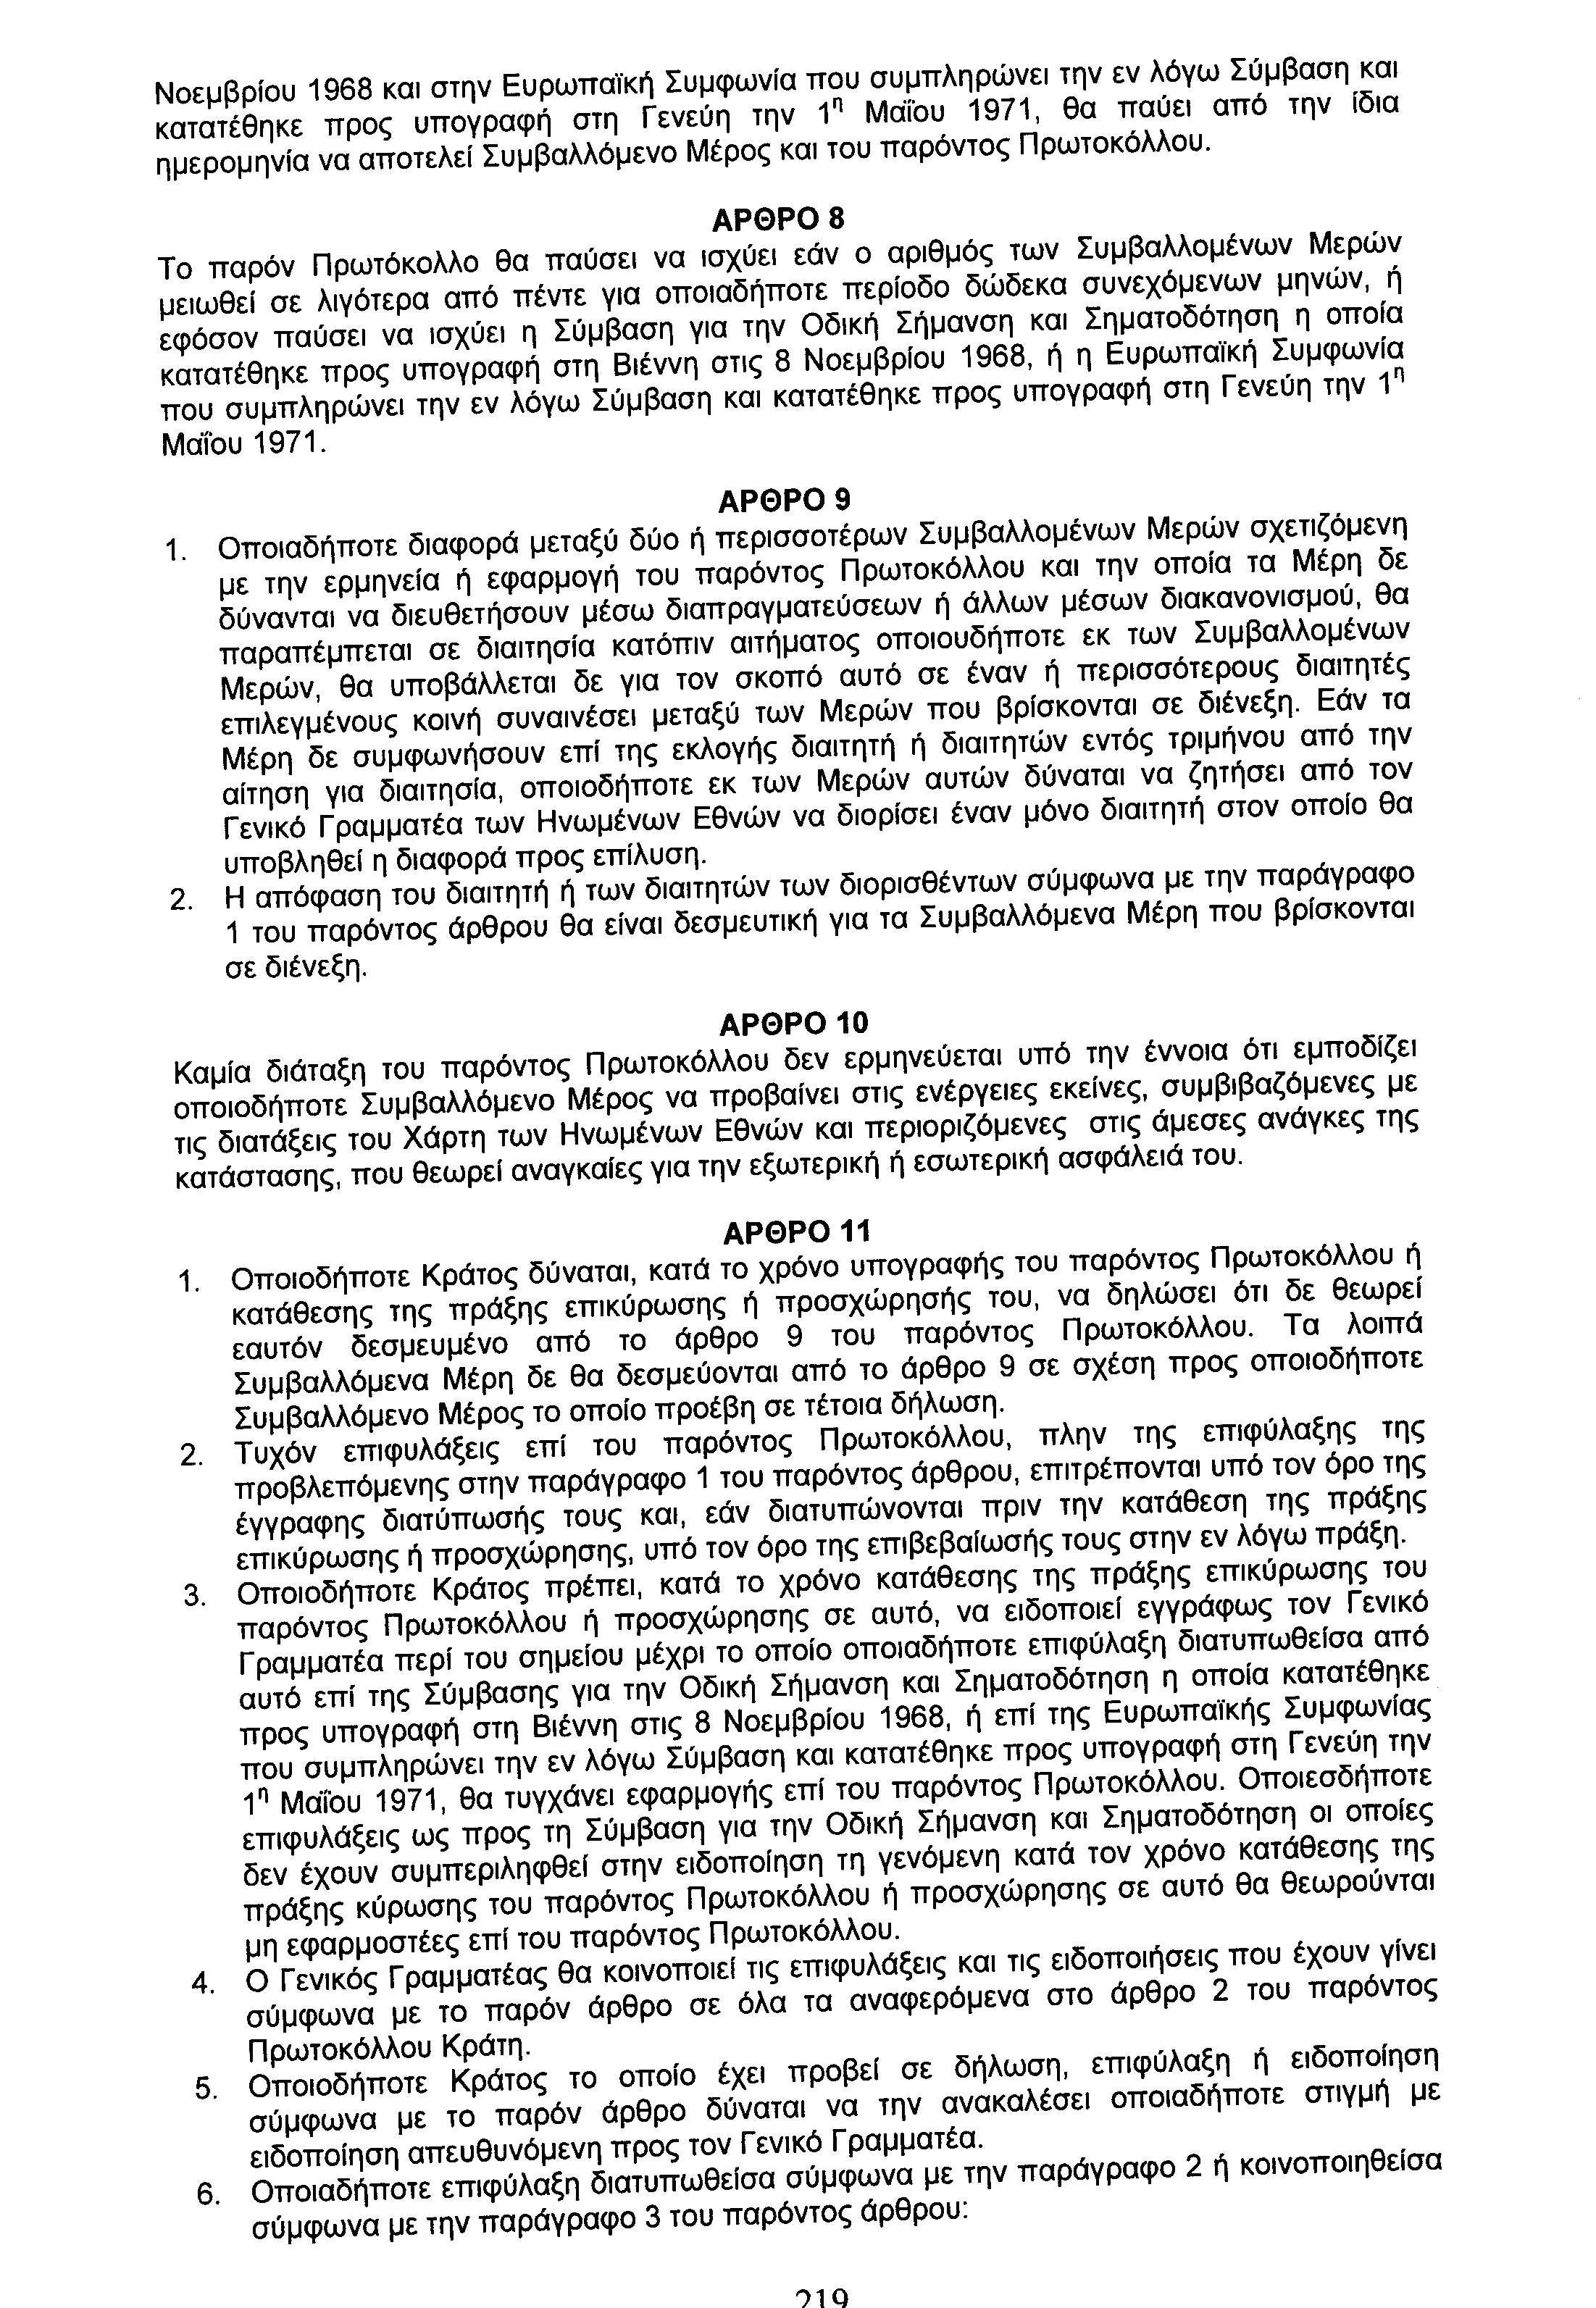 Νοεμβρίου 1968 και στην Ευρωπαϊκή Συμφωνία που συμπληρώνει την εν λόγω Σύμβαση και
κατατέθηκε προς υπογραφή στη Γενεύη την 1η Μαΐου 1971, θα παύει από την ίδια
ημερομηνία να αποτελεί Συμβαλλόμενο Μέρος και του παρόντος Πρωτοκόλλου.
ΑΡΘΡΟ 8
Το παρόν Πρωτόκολλο θα παύσει να ισχύει εάν ο αριθμός των Συμβαλλομένων Μερών
μειωθεί σε λιγότερα από πέντε για οποιαδήποτε περίοδο δώδεκα συνεχόμενων μηνών, ή
εφόσον παύσει να ισχύει η Σύμβαση για την Οδική Σήμανση και Σηματοδότηση η οποία
κατατέθηκε προς υπογραφή στη Βιέννη στις 8 Νοεμβρίου 1968, ή η Ευρωπαϊκή Συμφωνία
που συμπληρώνει την εν λόγω Σύμβαση και κατατέθηκε προς υπογραφή στη Γενεύη την 1η
Μαΐου 1971.
ΑΡΘΡΟ 9
1. Οποιαδήποτε διαφορά μεταξύ δύο ή περισσοτέρων Συμβαλλομένων Μερών σχετιζόμενη
με την ερμηνεία ή εφαρμογή του παρόντος Πρωτοκόλλου και την οποία τα Μέρη δε
δύνανται να διευθετήσουν μέσω διαπραγματεύσεων ή άλλων μέσων διακανονισμού, θα
παραπέμπεται σε διαιτησία κατόπιν αιτήματος οποιουδήποτε εκ των Συμβαλλομένων
Μερών, θα υποβάλλεται δε για τον σκοπό αυτό σε έναν ή περισσότερους διαιτητές
επιλεγμένους κοινή συναινέσει μεταξύ των Μερών που βρίσκονται σε διένεξη. Εάν τα
Μέρη δε συμφωνήσουν επί της εκλογής διαιτητή ή διαιτητών εντός τριμήνου από την
αίτηση για διαιτησία, οποιοδήποτε εκ των Μερών αυτών δύναται να ζητήσει από τον
Γενικό Γραμματέα των Ηνωμένων Εθνών να διορίσει έναν μόνο διαιτητή στον οποίο θα
υποβληθεί η διαφορά προς επίλυση.
2. Η απόφαση του διαιτητή ή των διαιτητών των διορισθέντων σύμφωνα με την παράγραφο
1 του παρόντος άρθρου θα είναι δεσμευτική για τα Συμβαλλόμενα Μέρη που βρίσκονται
σε διένεξη.
ΑΡΘΡΟ 10
Καμία διάταξη του παρόντος Πρωτοκόλλου δεν ερμηνεύεται υπό την έννοια ότι εμποδίζει
οποιοδήποτε Συμβαλλόμενο Μέρος να προβαίνει στις ενέργειες εκείνες, συμβιβαζόμενες με
τις διατάξεις του Χάρτη των Ηνωμένων Εθνών και περιοριζόμενες στις άμεσες ανάγκες της
κατάστασης, που θεωρεί αναγκαίες για την εξωτερική ή εσωτερική ασφάλειά του.
ΑΡΘΡΟ 11
1. Οποιοδήποτε Κράτος δύναται, κατά το χρόνο υπογραφής του παρόντος Πρωτοκόλλου ή
κατάθεσης της πράξης επικύρωσης ή προσχώρησής του, να δηλώσει ότι δε θεωρεί
εαυτόν δεσμευμένο από το άρθρο 9 του παρόντος Πρωτοκόλλου. Τα λοιπά
Συμβαλλόμενα Μέρη δε θα δεσμεύονται από το άρθρο 9 σε σχέση προς οποιοδήποτε
Συμβαλλόμενο Μέρος το οποίο προέβη σε τέτοια δήλωση.
2. Τυχόν επιφυλάξεις επί του παρόντος Πρωτοκόλλου, πλην της επιφύλαξης της
προβλεπόμενης στην παράγραφο 1 του παρόντος άρθρου, επιτρέπονται υπό τον όρο της
έγγραφης διατύπωσής τους και, εάν διατυπώνονται πριν την κατάθεση της πράξης
επικύρωσης ή προσχώρησης, υπό τον όρο της επιβεβαίωσής τους στην εν λόγω πράξη.
3. Οποιοδήποτε Κράτος πρέπει, κατά το χρόνο κατάθεσης της πράξης επικύρωσης του
παρόντος Πρωτοκόλλου ή προσχώρησης σε αυτό, να ειδοποιεί εγγράφως τον Γενικό
Γραμματέα περί του σημείου μέχρι το οποίο οποιαδήποτε επιφύλαξη διατυπωθείσα από
αυτό επί της Σύμβασης για την Οδική Σήμανση και Σηματοδότηση η οποία κατατέθηκε
προς υπογραφή στη Βιέννη στις 8 Νοεμβρίου 1968, ή επί της Ευρωπαϊκής Συμφωνίας
που συμπληρώνει την εν λόγω Σύμβαση και κατατέθηκε προς υπογραφή στη Γενεύη την
1η Μαΐου 1971, θα τυγχάνει εφαρμογής επί του παρόντος Πρωτοκόλλου. Οποιεσδήποτε
επιφυλάξεις ως προς τη Σύμβαση για την Οδική Σήμανση και Σηματοδότηση οι οποίες
δεν έχουν συμπεριληφθεί στην ειδοποίηση τη γενόμενη κατά τον χρόνο κατάθεσης της
πράξης κύρωσης του παρόντος Πρωτοκόλλου ή προσχώρησης σε αυτό θα θεωρούνται
μη εφαρμοστέες επί του παρόντος Πρωτοκόλλου.
4. Ο Γενικός Γραμματέας θα κοινοποιεί τις επιφυλάξεις και τις ειδοποιήσεις που έχουν γίνει
σύμφωνα με το παρόν άρθρο σε όλα τα αναφερόμενα στο άρθρο 2 του παρόντος
Πρωτοκόλλου Κράτη.
5. Οποιοδήποτε Κράτος το οποίο έχει προβεί σε δήλωση, επιφύλαξη ή ειδοποίηση
σύμφωνα με το παρόν άρθρο δύναται να την ανακαλέσει οποιαδήποτε στιγμή με
ειδοποίηση απευθυνόμενη προς τον Γενικό Γραμματέα.
6. Οποιαδήποτε επιφύλαξη διατυπωθείσα σύμφωνα με την παράγραφο 2 ή κοινοποιηθείσα
σύμφωνα με την παράγραφο 3 του παρόντος άρθρου:
219